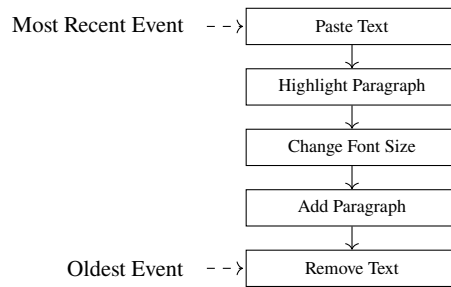 Most Recent Event
Paste Text
Highlight Paragraph
Change Font Size
Add Paragraph
Oldest Event
Remove Text